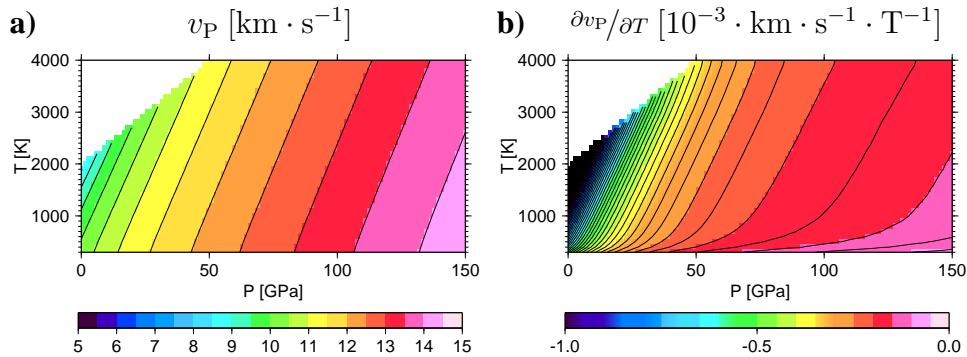 a) v_P [km · s⁻¹]
4000
3000
2000
1000
T [K]
0 50 100 150
P [GPa]
5 6 7 8 9 10 11 12 13 14 15
b) ∂v_P/∂T [10⁻³ · km · s⁻¹ · T⁻¹]
4000
3000
2000
1000
T [K]
0 50 100 150
P [GPa]
-1.0 -0.5 0.0